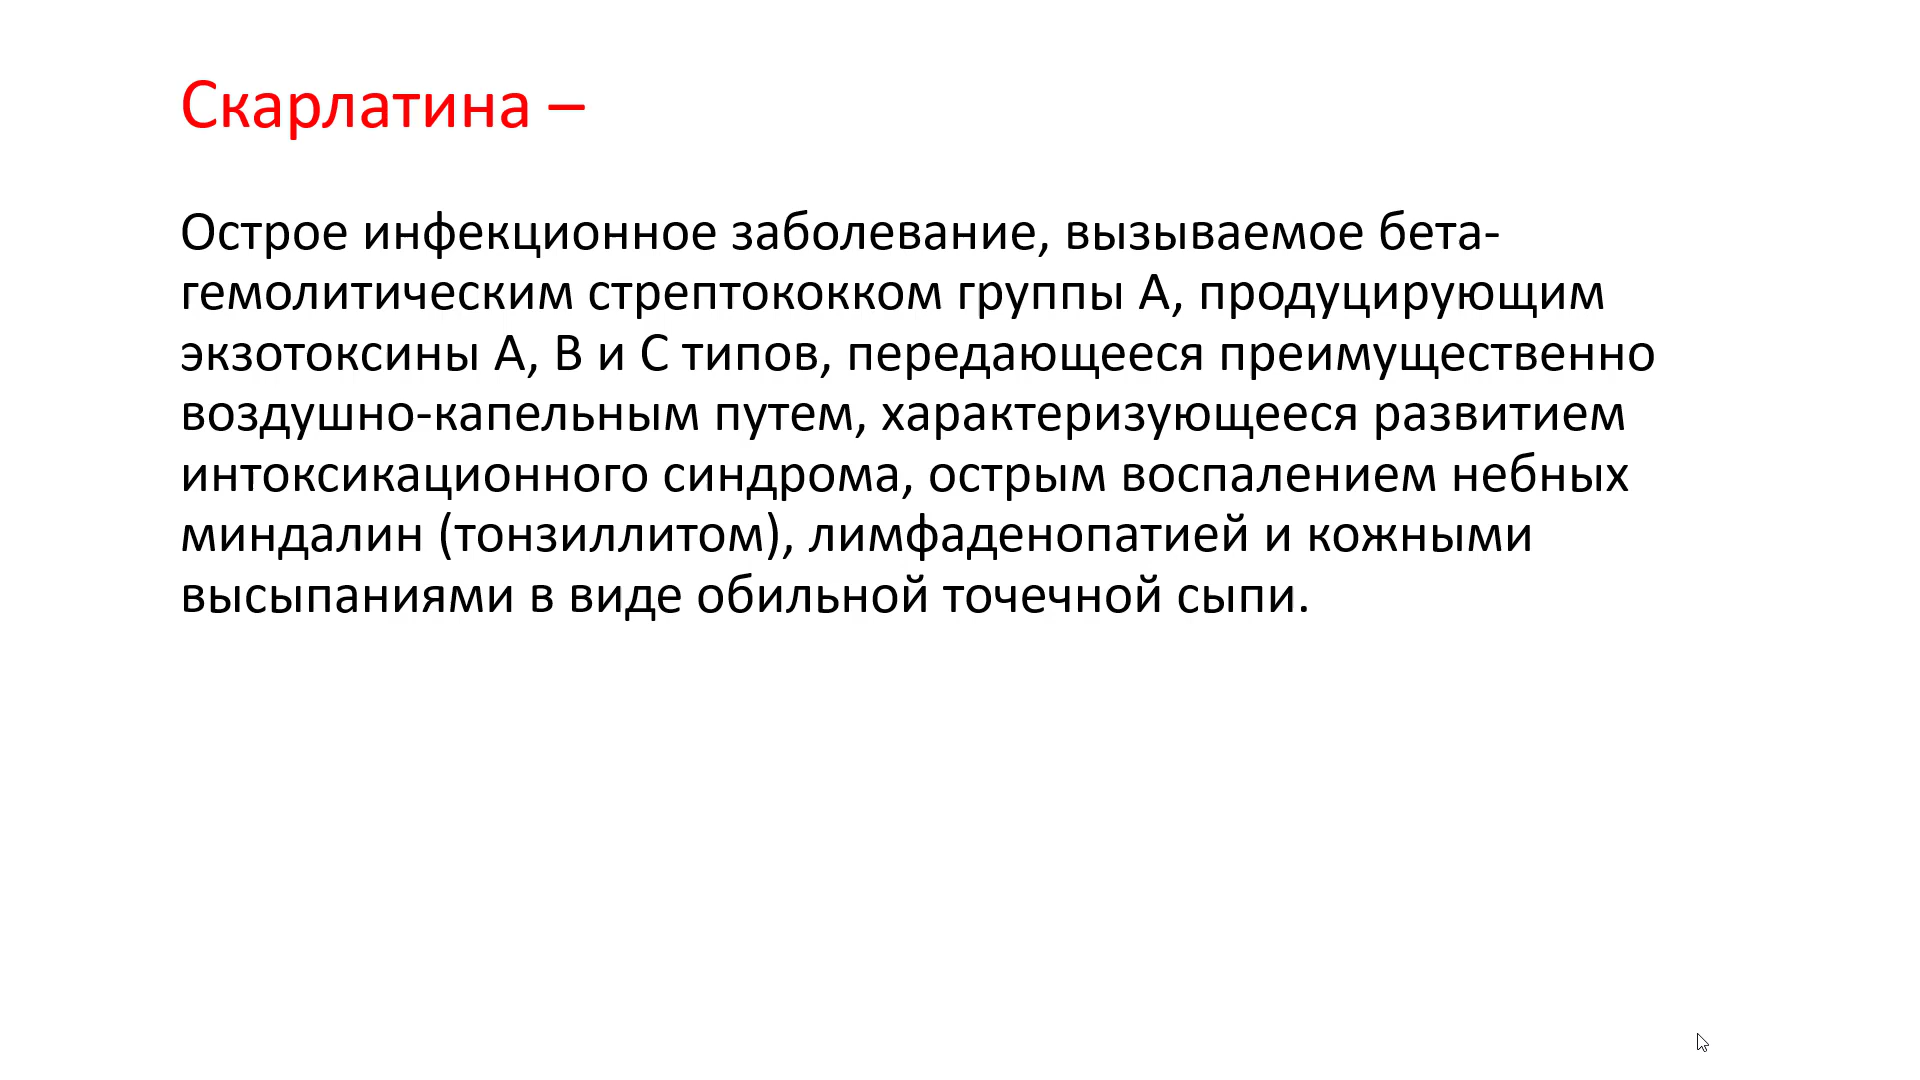 Скарлатина –
Острое инфекционное заболевание, вызываемое бета-
гемолитическим стрептококком группы А, продуцирующим
экзотоксины А, В и С типов, передающееся преимущественно
воздушно-капельным путем, характеризующееся развитием
интоксикационного синдрома, острым воспалением небных
миндалин (тонзиллитом), лимфаденопатией и кожными
высыпаниями в виде обильной точечной сыпи.